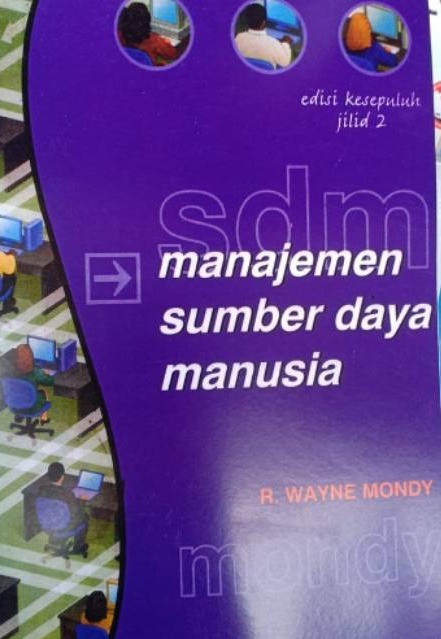 edisi kesepuluh
jilid 2
sdm
manajemen
sumber daya
manusia
R. WAYNE MONDY
mondy